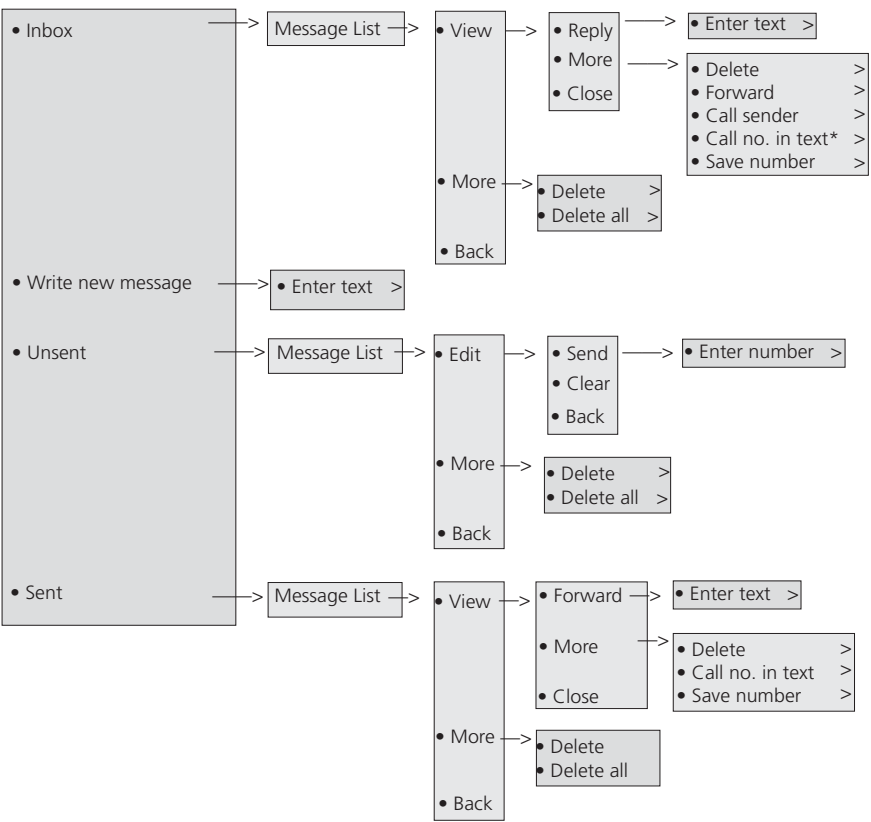 • Inbox
Message List
• View
• Reply
• Enter text >
• More
• Close
• Delete >
• Forward >
• Call sender >
• Call no. in text* >
• Save number >
• More
• Delete >
• Delete all >
• Back
• Write new message
• Enter text >
• Unsent
Message List
• Edit
• Send
• Enter number >
• Clear
• Back
• More
• Delete >
• Delete all >
• Back
• Sent
Message List
• View
• Forward
• Enter text >
• More
• Close
• Delete >
• Call no. in text >
• Save number >
• More
• Delete
• Delete all
• Back